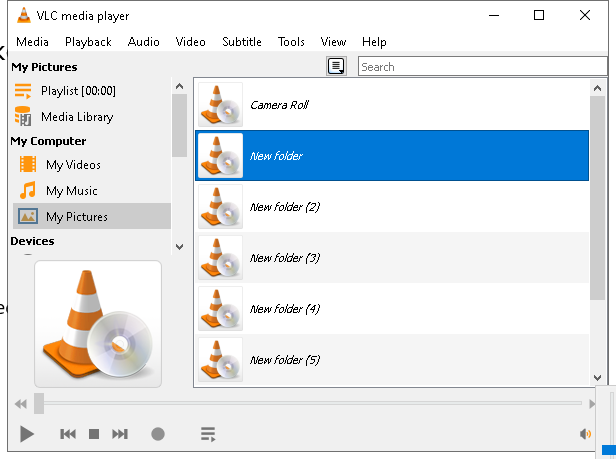 VLC media player
Media Playback Audio Video Subtitle Tools View Help
My Pictures
Search
Playlist [00:00]
Media Library
My Computer
My Videos
My Music
My Pictures
Devices
Camera Roll
New folder
New folder (2)
New folder (3)
New folder (4)
New folder (5)